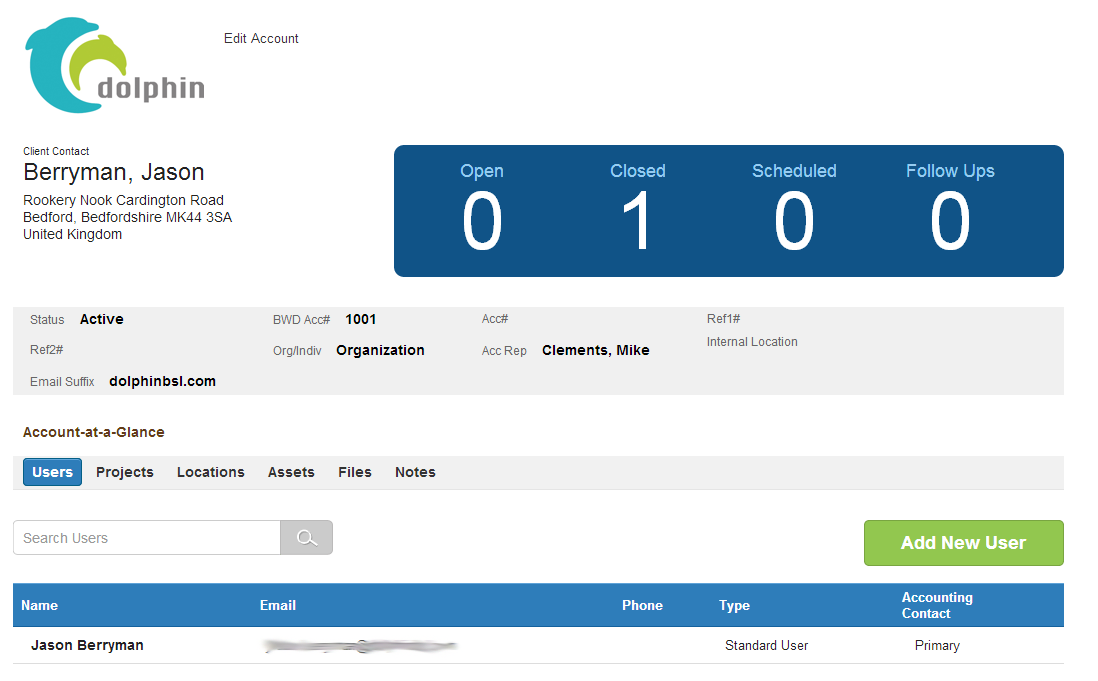 dolphin
Edit Account
Client Contact
Berryman, Jason
Rookery Nook Cardington Road
Bedford, Bedfordshire MK44 3SA
United Kingdom
Open Closed Scheduled Follow Ups
0 1 0 0
Status Active BWD Acc# 1001 Acc# Ref1#
Ref2# Org/Indiv Organization Acc Rep Clements, Mike Internal Location
Email Suffix dolphinbsl.com
Account-at-a-Glance
Users Projects Locations Assets Files Notes
Search Users
Add New User
Name Email Phone Type Accounting
Contact
Jason Berryman Standard User Primary